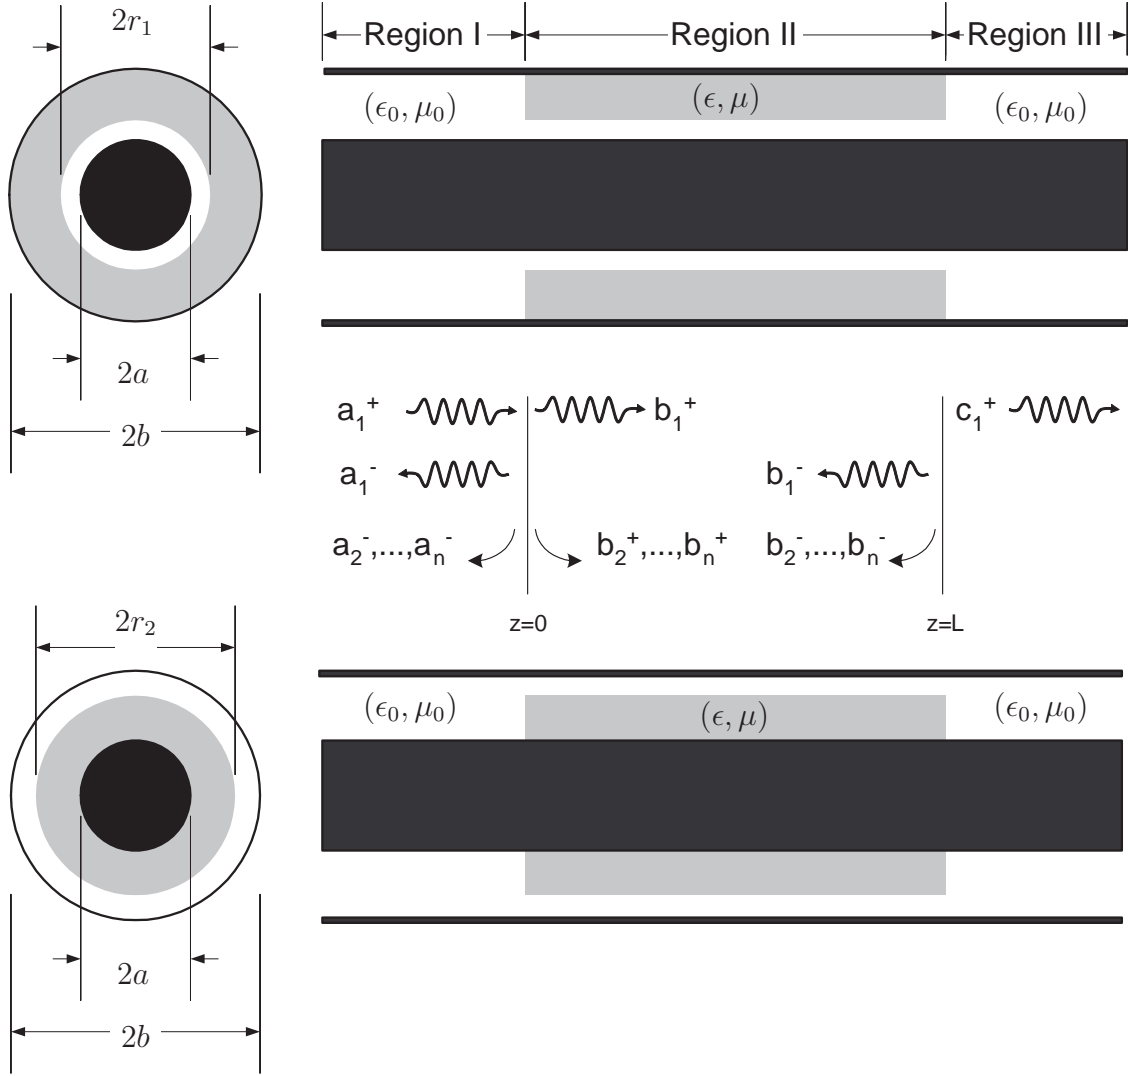 2r₁
Region I Region II Region III
(ϵ, μ)
(ϵ₀, μ₀) (ϵ₀, μ₀)
2a
2b
a₁⁺ b₁⁺ c₁⁺
a₁⁻ b₁⁻
a₂⁻,...,aₙ⁻ b₂⁺,...,bₙ⁺ b₂⁻,...,bₙ⁻
z=0 z=L
2r₂
(ϵ₀, μ₀) (ϵ, μ) (ϵ₀, μ₀)
2a
2b